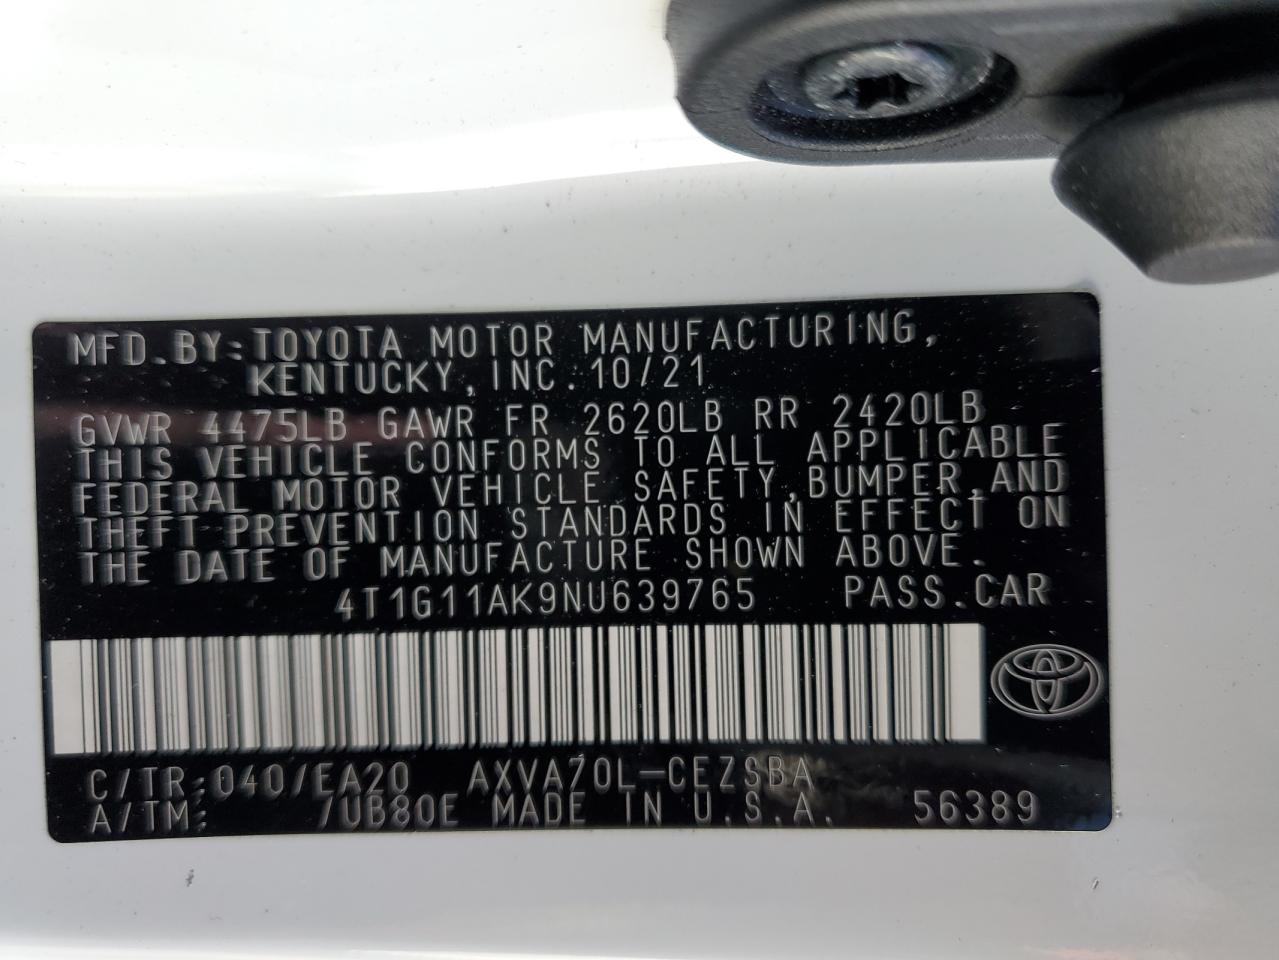 MFD.BY:TOYOTA MOTOR MANUFACTURING,
KENTUCKY,INC.10/21
GVWR 4475LB GAWR FR 2620LB RR 2420LB
THIS VEHICLE CONFORMS TO ALL APPLICABLE
FEDERAL MOTOR VEHICLE SAFETY,BUMPER,AND
THEFT PREVENTION STANDARDS IN EFFECT ON
THE DATE OF MANUFACTURE SHOWN ABOVE.
4T1G11AK9NU639765 PASS.CAR
C/TR:040/EA20 AXVA70L-CEZSBA
A/TM: /UB80E MADE IN U.S.A. 56389